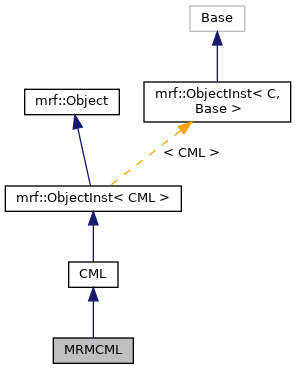 Base
mrf::ObjectInst< C,
Base >
mrf::Object
< CML >
mrf::ObjectInst< CML >
CML
MRMCML